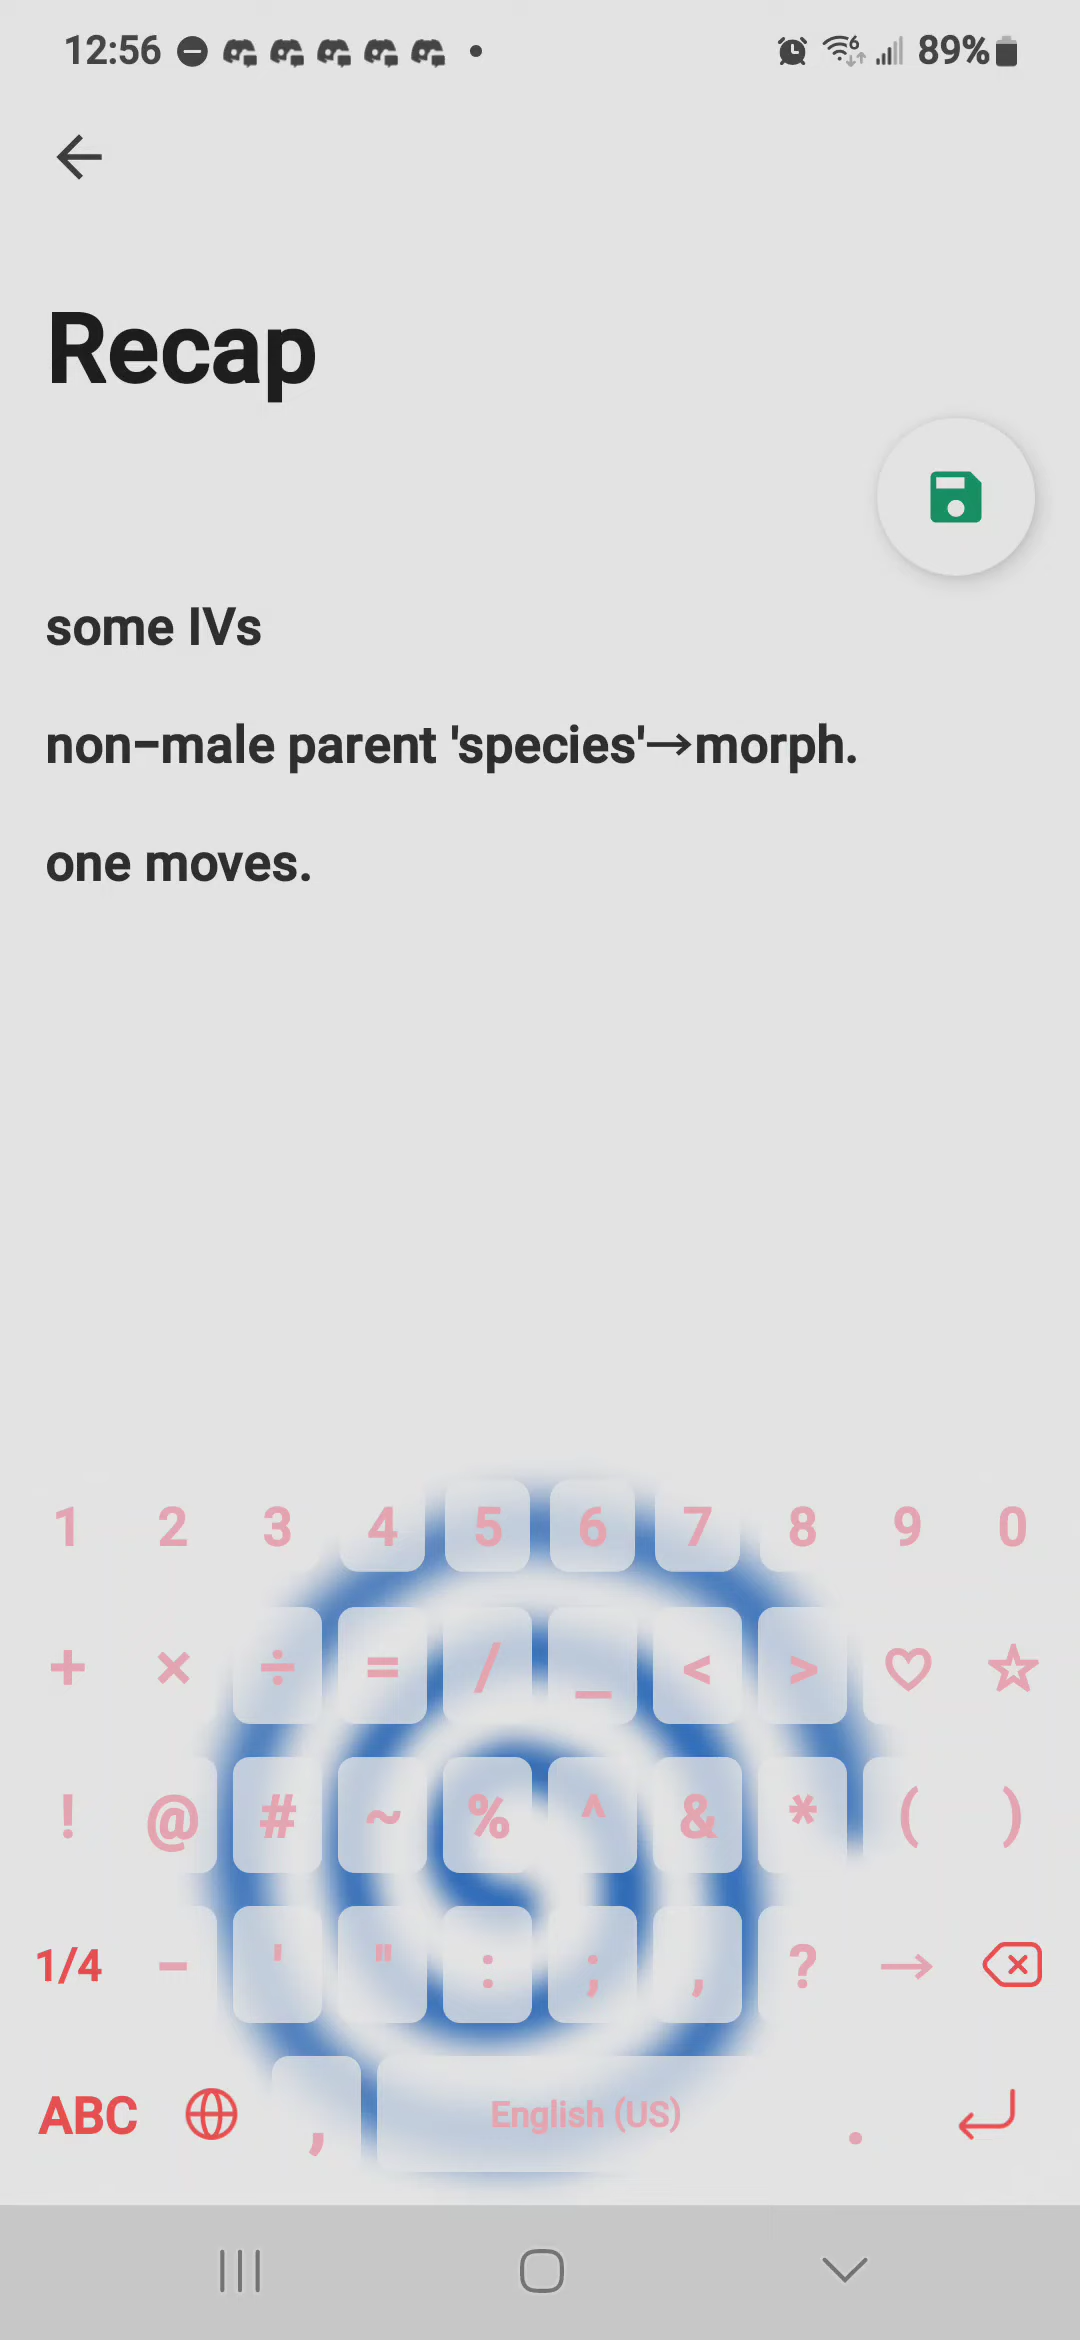 12:56
89%
Recap
some IVs
non-male parent 'species'→morph.
one moves.
1 2 3 4 5 6 7 8 9 0
+ × ÷ = / _ < > ♡ ☆
! @ # ~ % ^ & * ( )
1/4 - ' " : ; , ? →
ABC , English (US) .